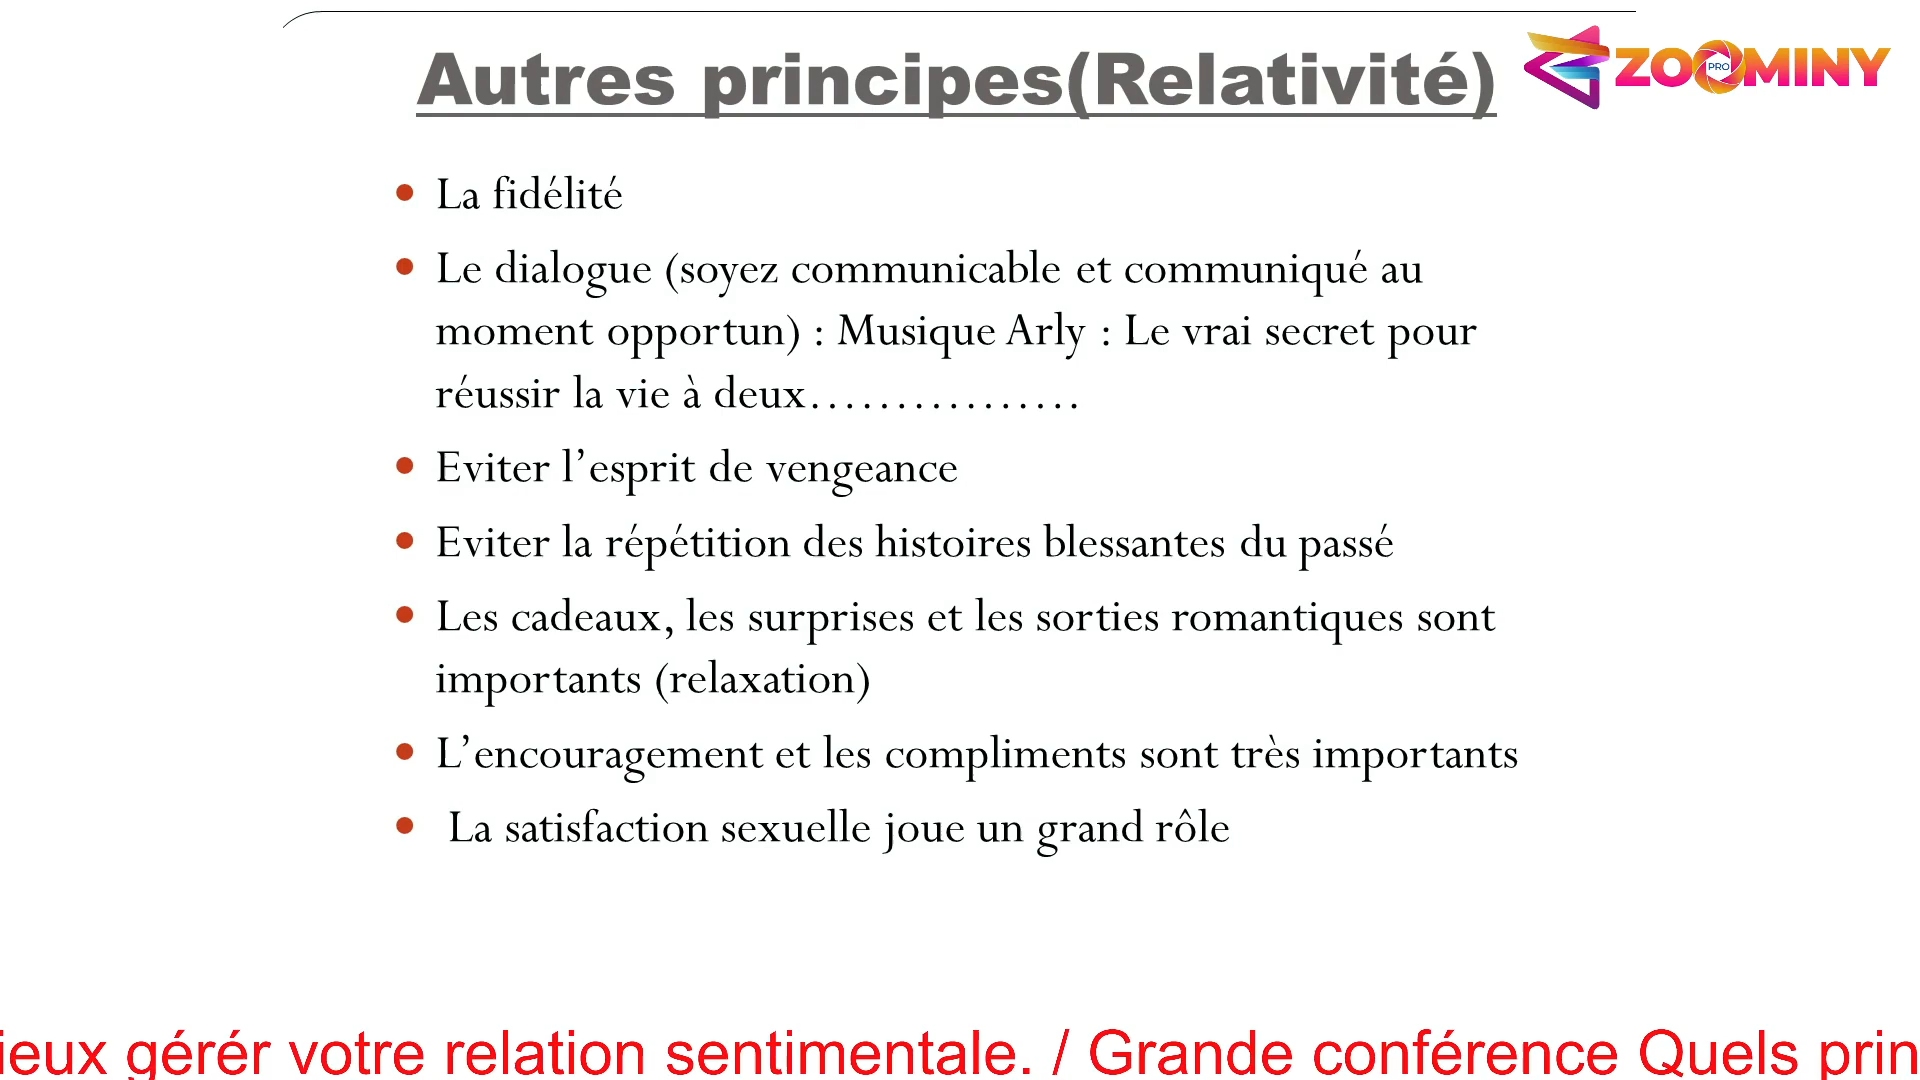 Autres principes(Relativité)
ZOOMINY
PRO
La fidélité
Le dialogue (soyez communicable et communiqué au
moment opportun) : Musique Arly : Le vrai secret pour
réussir la vie à deux................
Eviter l’esprit de vengeance
Eviter la répétition des histoires blessantes du passé
Les cadeaux, les surprises et les sorties romantiques sont
importants (relaxation)
L’encouragement et les compliments sont très importants
La satisfaction sexuelle joue un grand rôle
ieux gérér votre relation sentimentale. / Grande conférence Quels prin